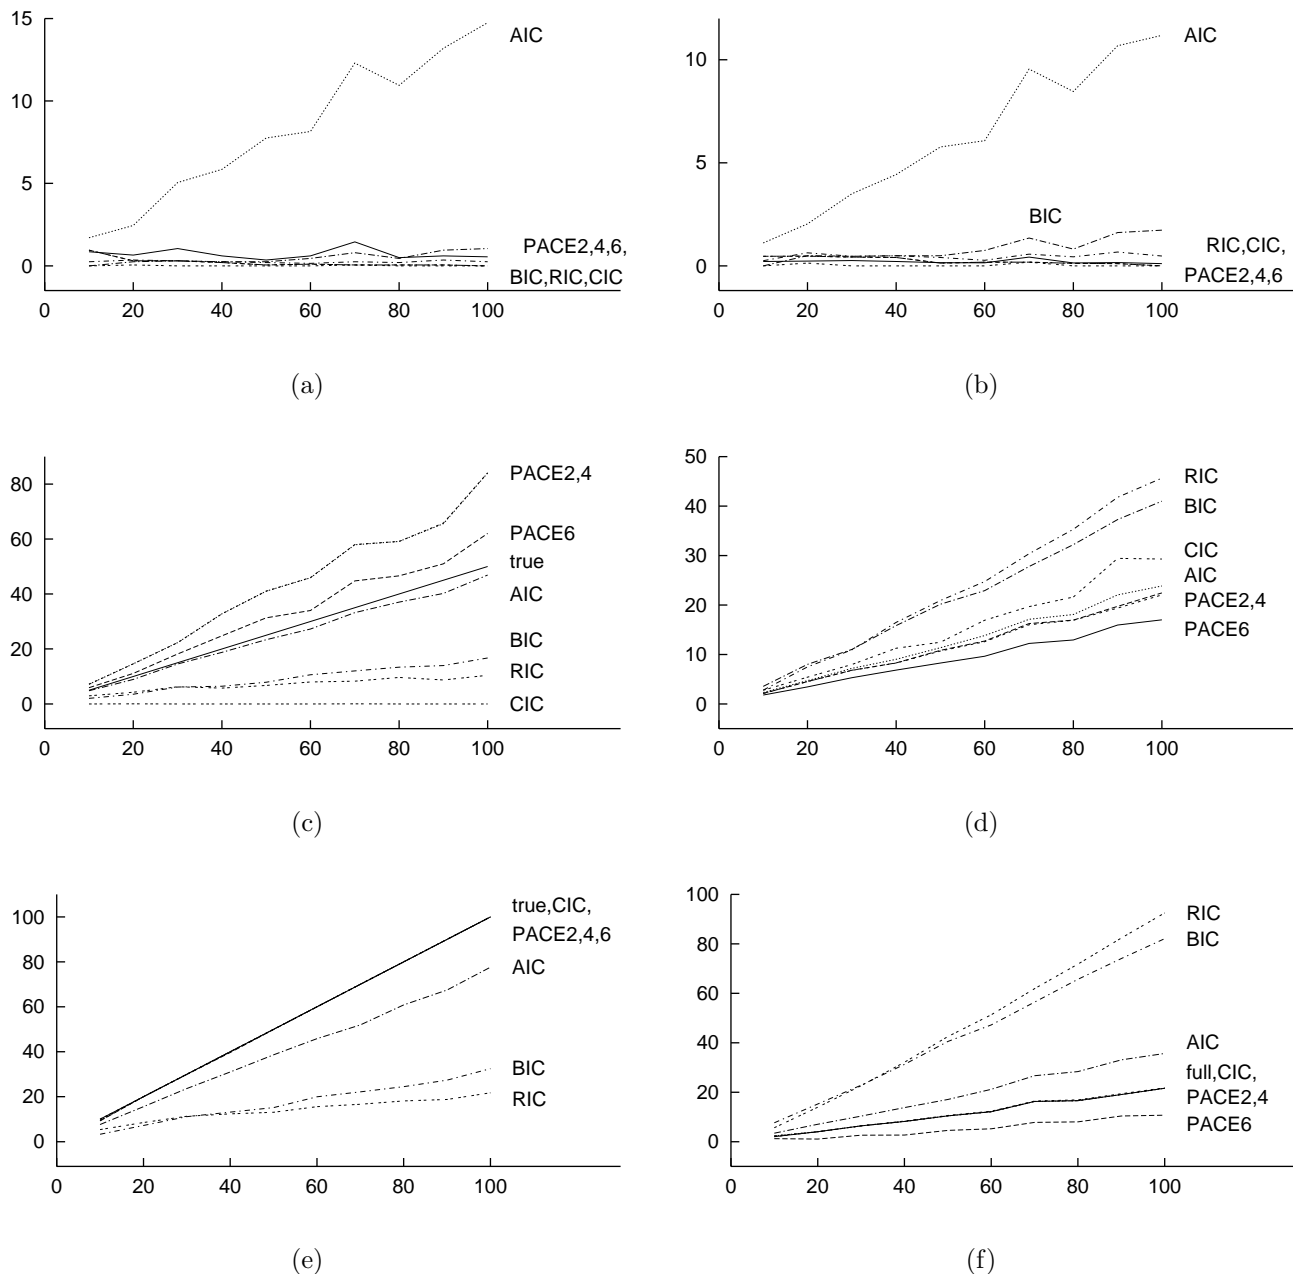 15
10
5
0
AIC
PACE2,4,6,
BIC,RIC,CIC
0 20 40 60 80 100
(a)
10
5
0
AIC
BIC
RIC,CIC,
PACE2,4,6
0 20 40 60 80 100
(b)
80
60
40
20
0
PACE2,4
PACE6
true
AIC
BIC
RIC
CIC
0 20 40 60 80 100
(c)
50
40
30
20
10
0
RIC
BIC
CIC
AIC
PACE2,4
PACE6
0 20 40 60 80 100
(d)
100
80
60
40
20
0
true,CIC,
PACE2,4,6
AIC
BIC
RIC
0 20 40 60 80 100
(e)
100
80
60
40
20
0
RIC
BIC
AIC
full,CIC,
PACE2,4
PACE6
0 20 40 60 80 100
(f)